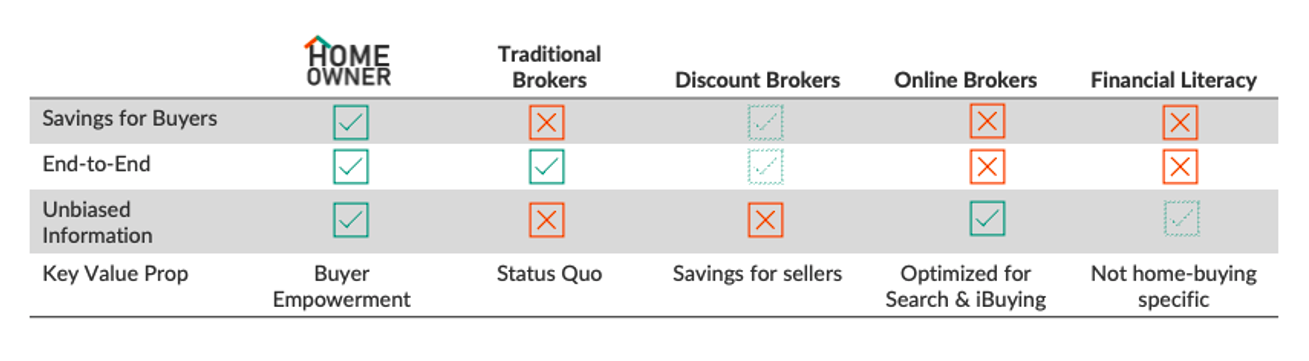 HOME
OWNER
Traditional
Brokers
Discount Brokers
Online Brokers
Financial Literacy
Savings for Buyers
End-to-End
Unbiased
Information
Key Value Prop
Buyer
Empowerment
Status Quo
Savings for sellers
Optimized for
Search & iBuying
Not home-buying
specific